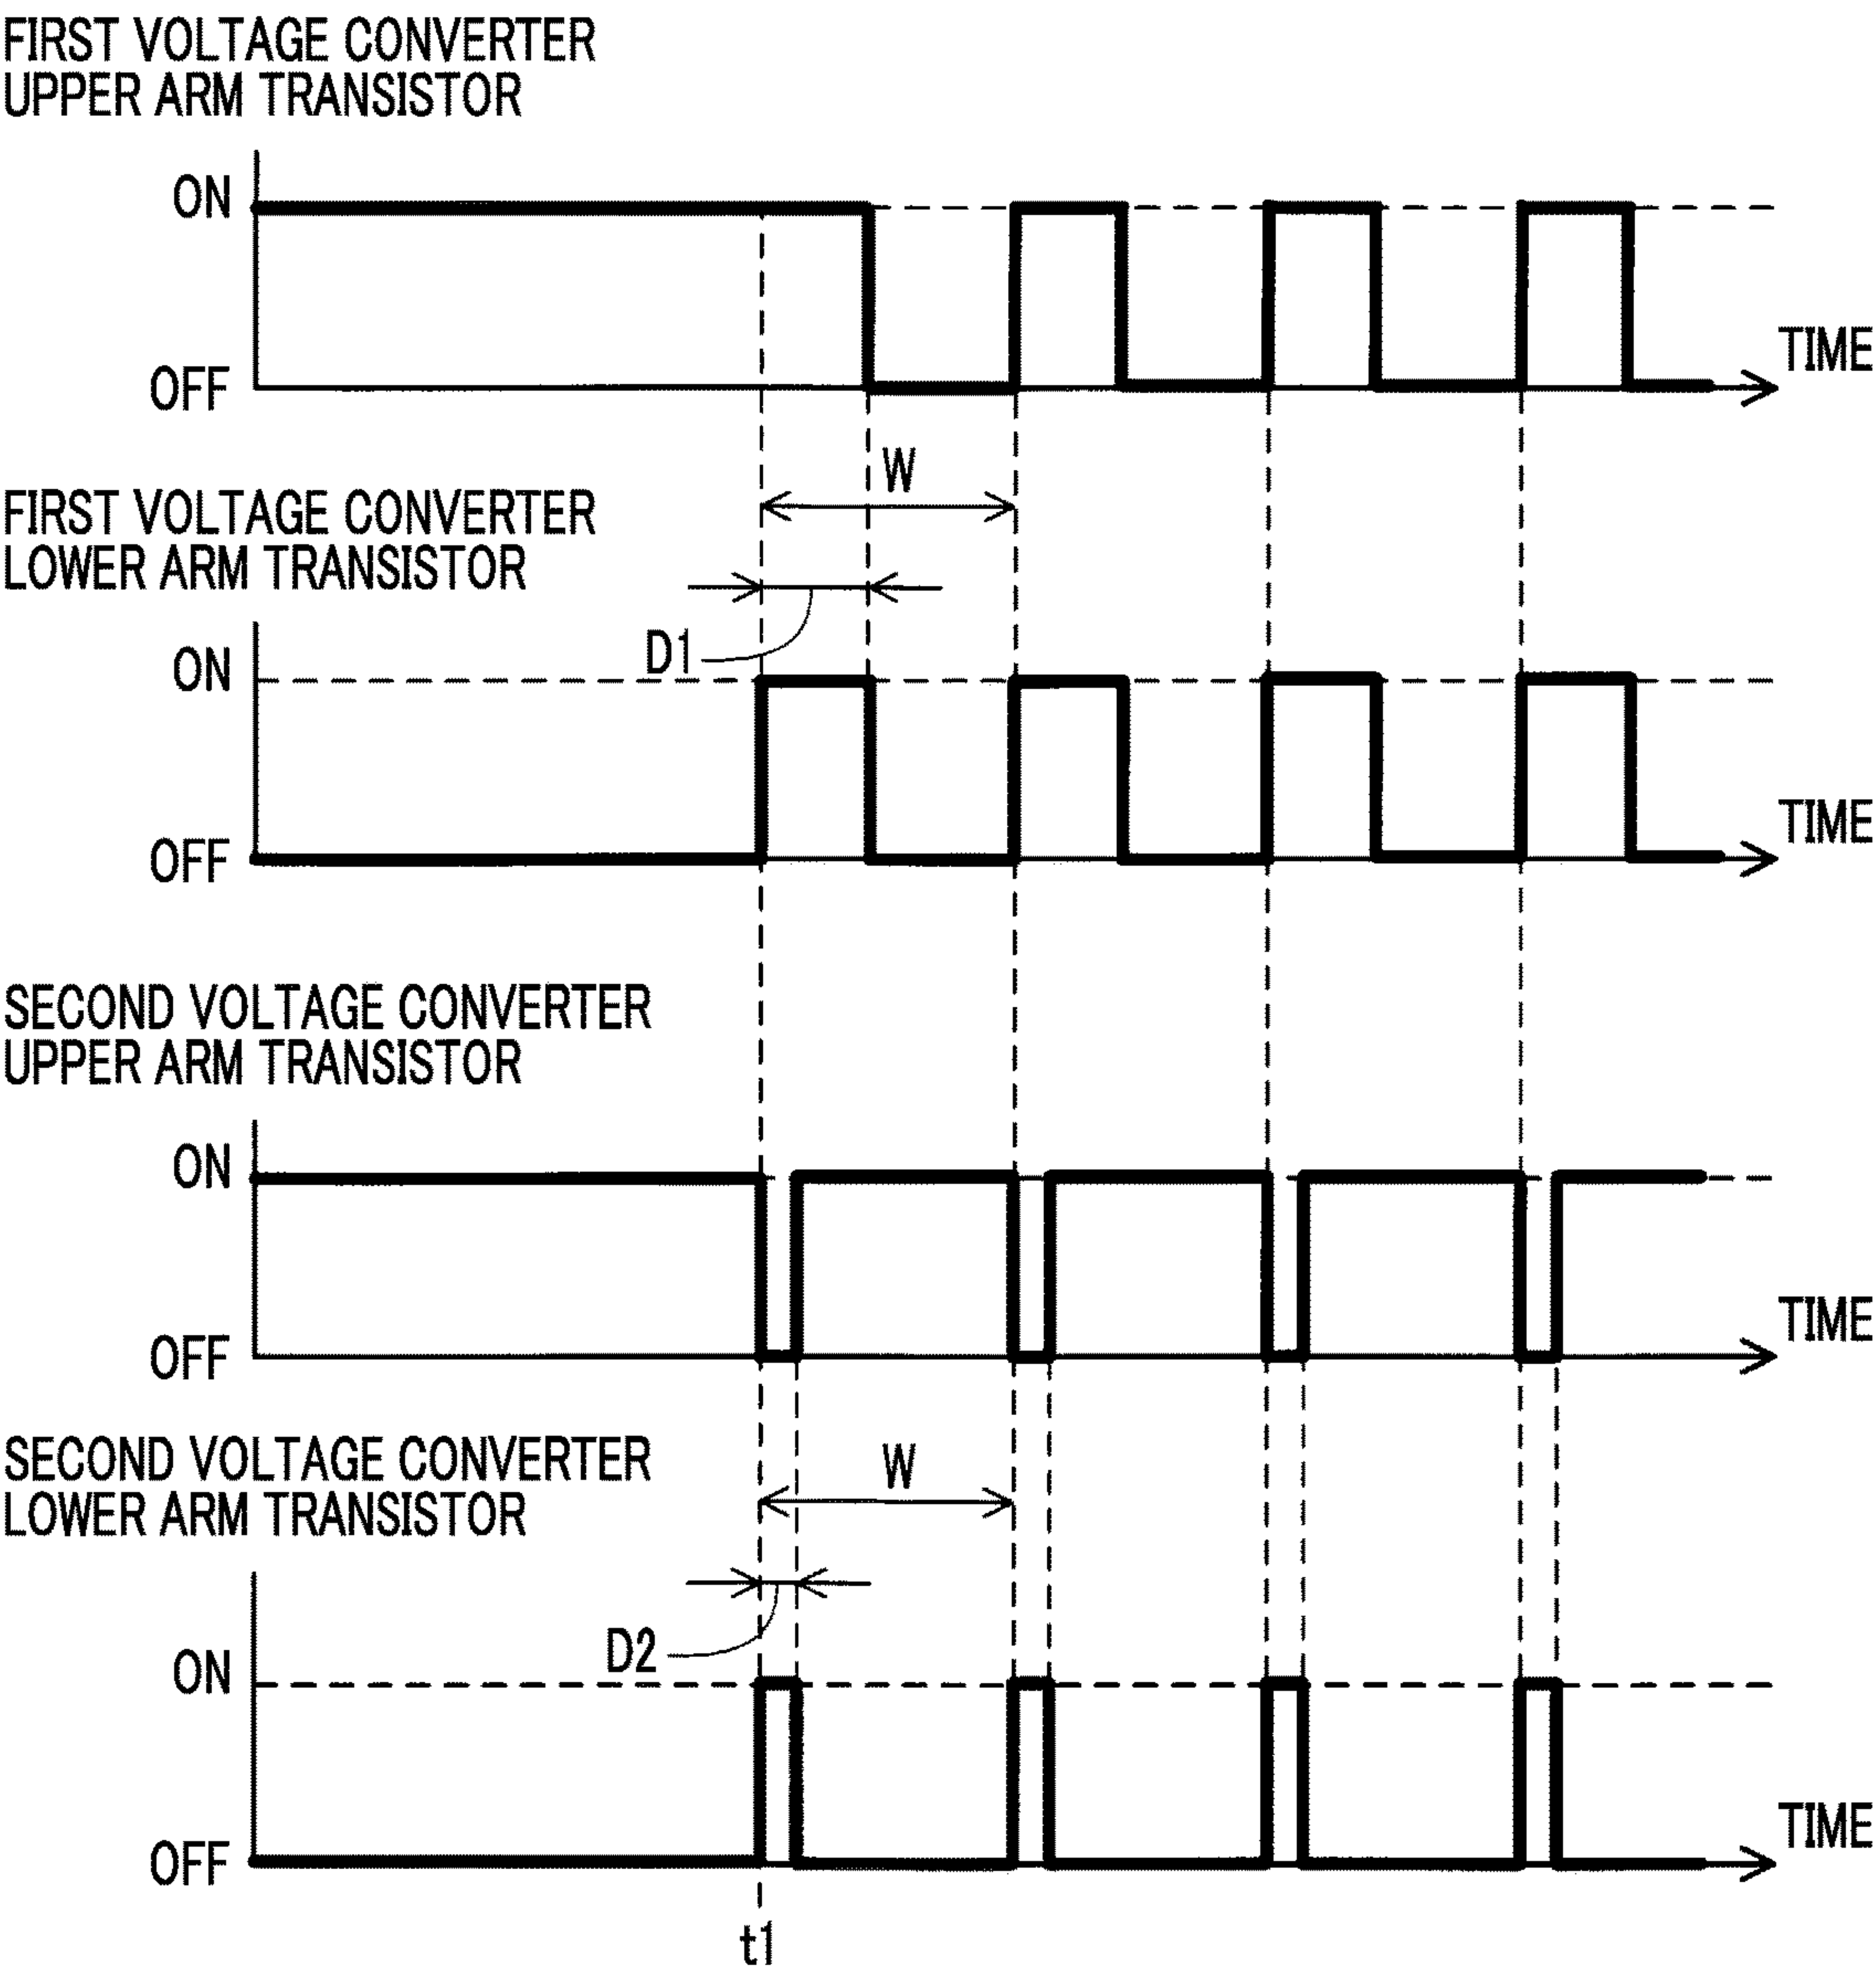 FIRST VOLTAGE CONVERTER
UPPER ARM TRANSISTOR
ON
OFF
TIME
W
FIRST VOLTAGE CONVERTER
LOWER ARM TRANSISTOR
D1
ON
OFF
TIME
SECOND VOLTAGE CONVERTER
UPPER ARM TRANSISTOR
ON
OFF
TIME
SECOND VOLTAGE CONVERTER
LOWER ARM TRANSISTOR
W
D2
ON
OFF
TIME
t1